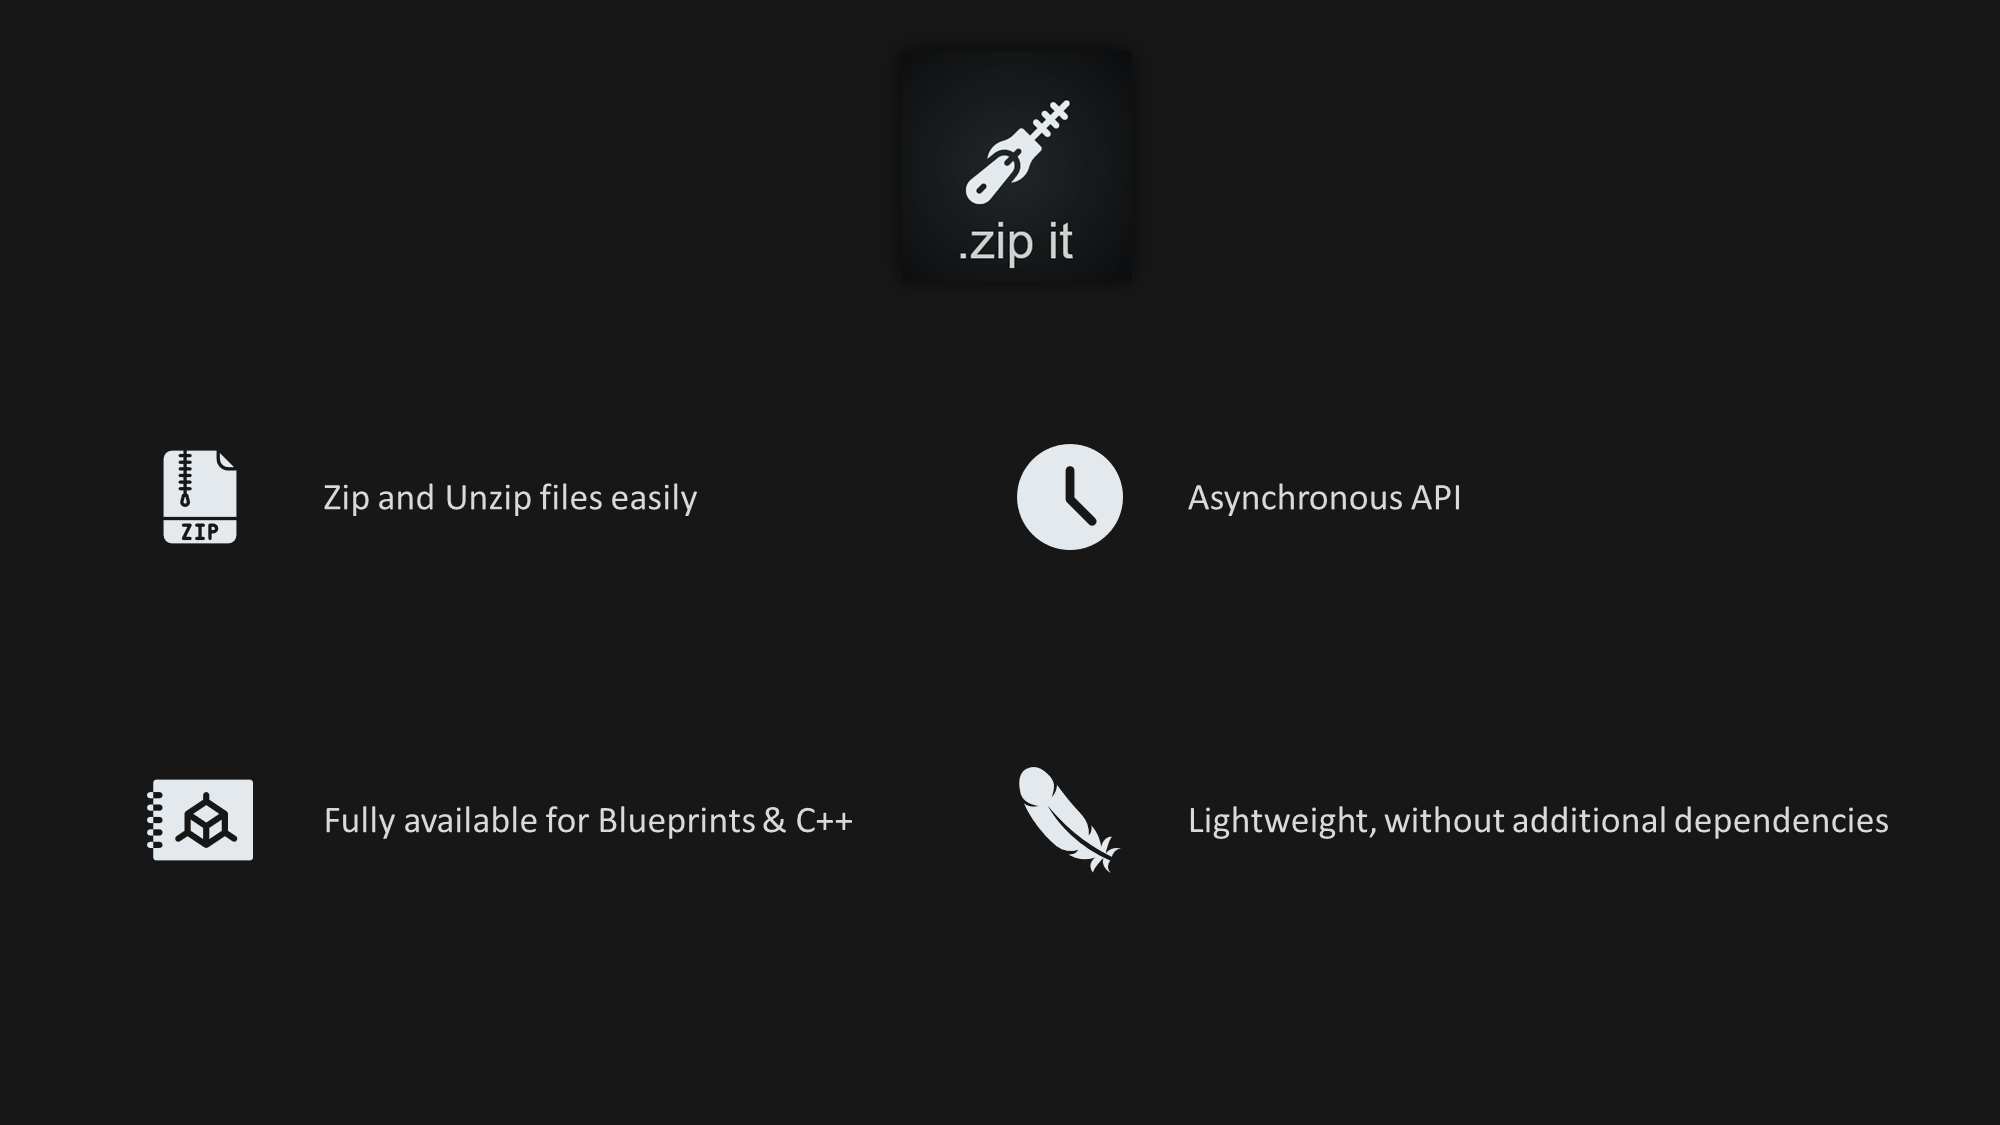 .zip it
Zip and Unzip files easily
Asynchronous API
ZIP
Fully available for Blueprints & C++
Lightweight, without additional dependencies